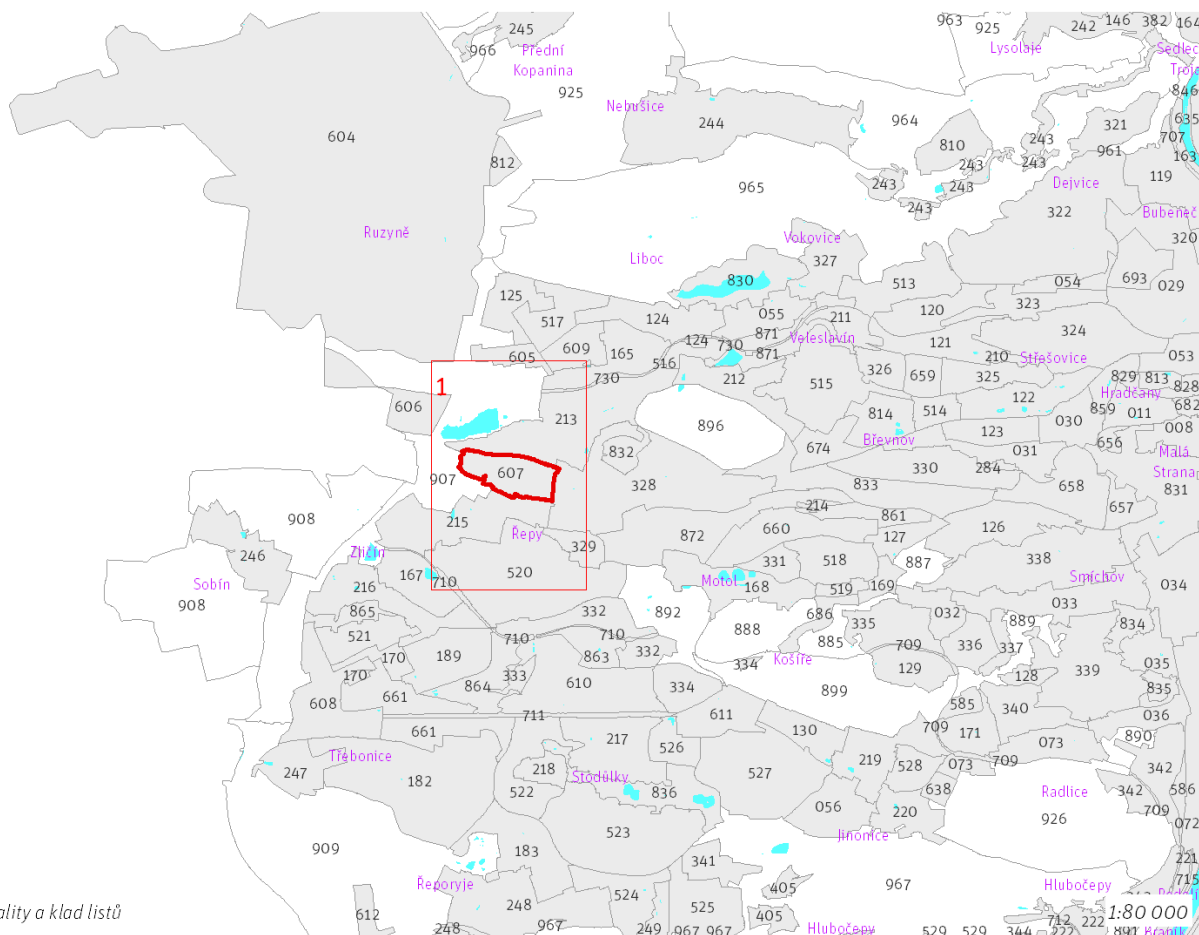 245 963 925 242 146 382 164
966 Přední Lysolaje Sedlec
Kopanina Troja
925 846
Nebušice 964 635
604 244 321 707
812 810 243 961 163
243 243
965 243 243 Dejvice 119
243 322 Bubeneč
Ruzyně Vokovice 320
Liboc 327
830 513 054 693 029
125 124 055 211 120 323
517 871 324
124 730 Veleslavín 121
609 165 871 210 Střešovice 053
605 516 212 326 659 325 829 813
1 730 515 122 Hradčany 828
606 213 814 514 859 011 682
896 123 030 008
832 674 Břevnov 031 656 Malá
607 330 284 Strana
907 328 833 658 831
908 215 214 861 657
Řepy 872 660 127 126
246 Zličín 329 331 518 887 338
Sobín 167 710 520 Motol 168 519 169 Smíchov 034
908 216
865 332 892 686 032 033 889 834
521 710 710 888 885 335
170 189 863 332 709 336 337 035
170 333 334 Košíře 129 128 339
661 864 610 334 899 835
608 585 340 036
711 611 709 171
661 217 526 130 073 890
Třebonice 219 528 073 709
247 218 Stodůlky 527 342
182 522 836 638 Radlice 342 586
056 220 926 709 072
523 Jinonice
909 183 341 221
967 715
Řeporyje 405 Hlubočepy
248 524 525
ality a klad listů 612 405 1:80 000
248 967 249 967 967 Hlubočepy 529 529 344 712 222